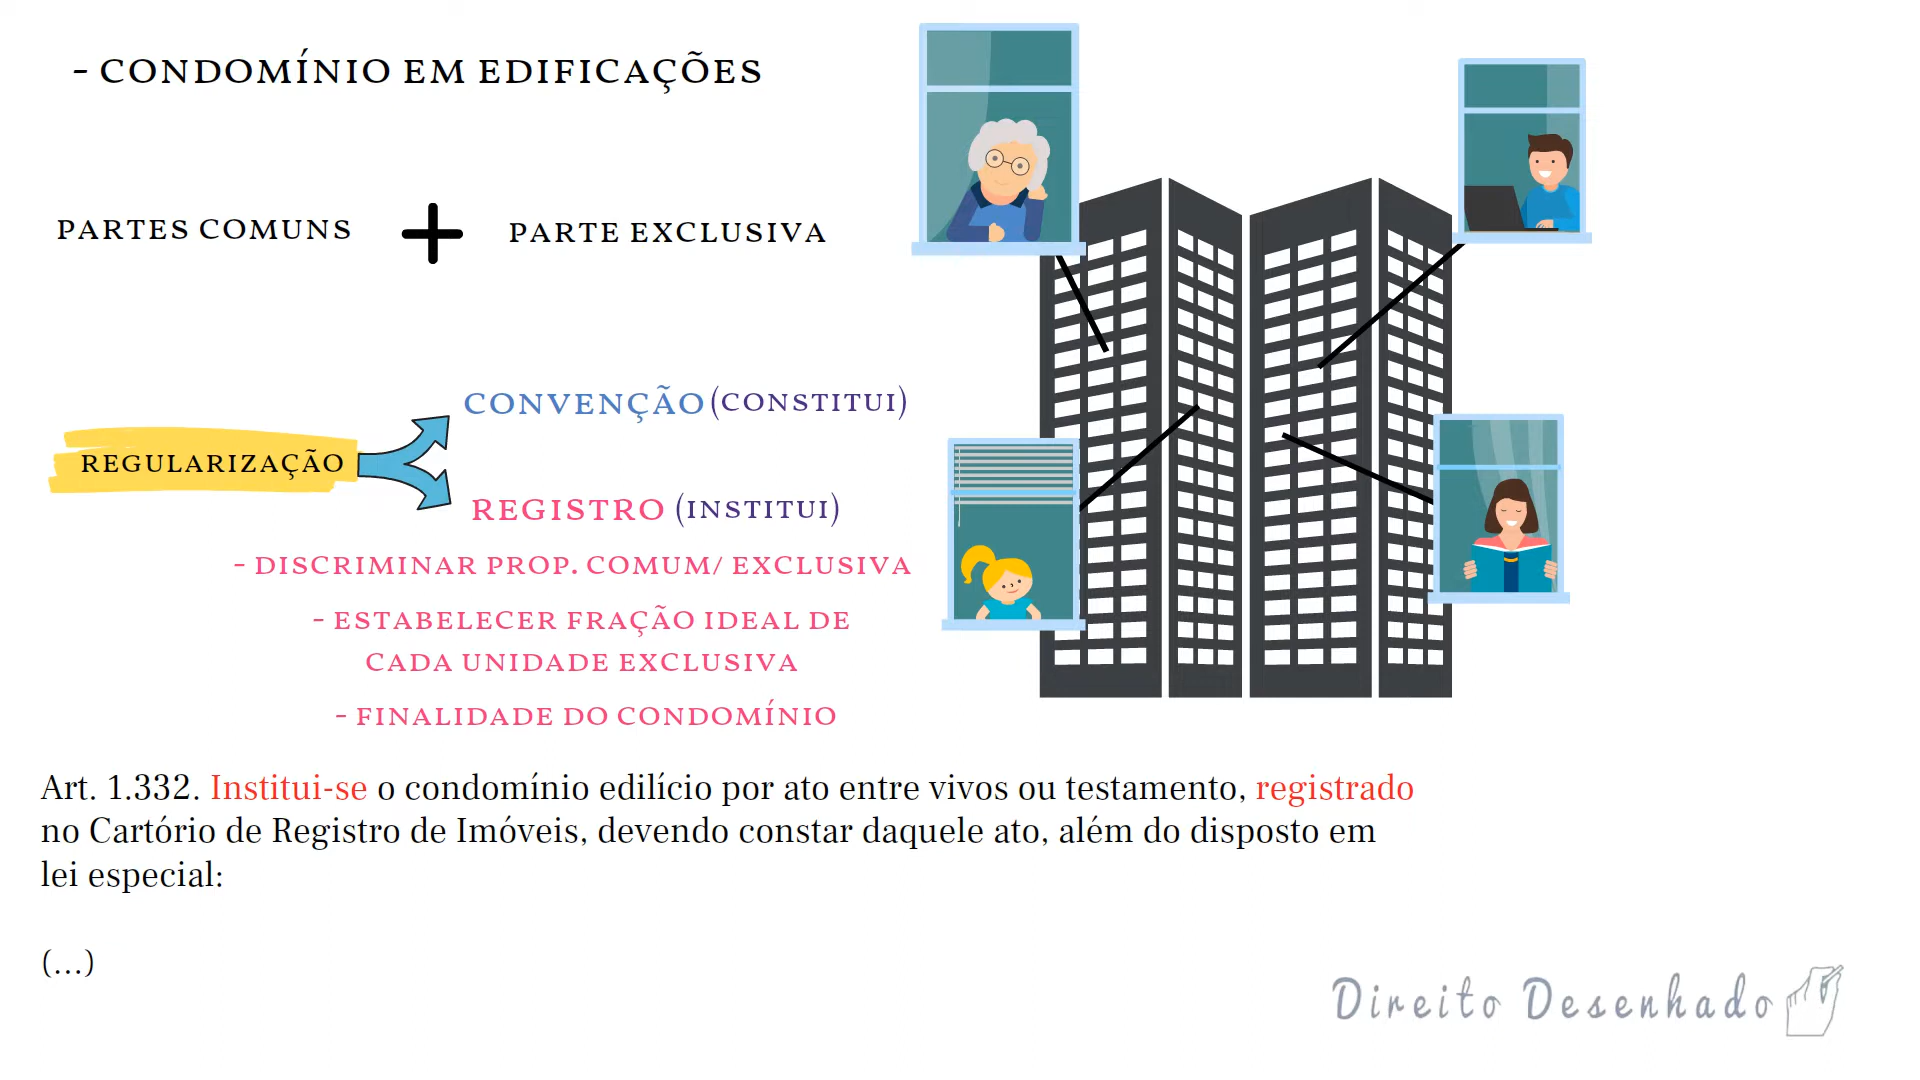 - CONDOMÍNIO EM EDIFICAÇÕES
PARTES COMUNS + PARTE EXCLUSIVA
CONVENÇÃO (CONSTITUI)
REGULARIZAÇÃO
REGISTRO (INSTITUI)
- DISCRIMINAR PROP. COMUM/ EXCLUSIVA
- ESTABELECER FRAÇÃO IDEAL DE
CADA UNIDADE EXCLUSIVA
- FINALIDADE DO CONDOMÍNIO
Art. 1.332. Institui-se o condomínio edilício por ato entre vivos ou testamento, registrado
no Cartório de Registro de Imóveis, devendo constar daquele ato, além do disposto em
lei especial:
(...)
Direito Desenhado